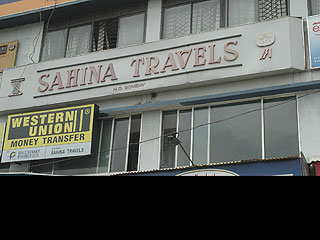 SAHINA TRAVELS
H.O. BOMBAY
WESTERN
UNION
MONEY TRANSFER
SAHINA TRAVELS